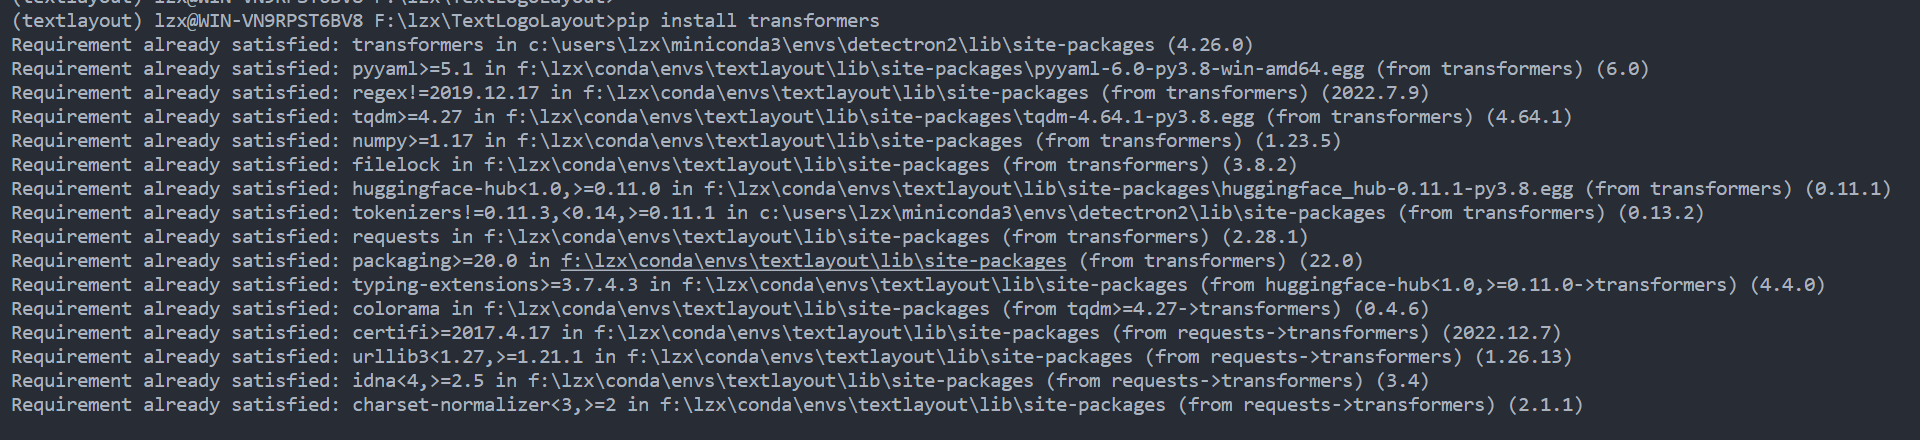 (textlayout) lzx@WIN-VN9RPST6BV8 F:\lzx\TextLogoLayout>
(textlayout) lzx@WIN-VN9RPST6BV8 F:\lzx\TextLogoLayout>pip install transformers
Requirement already satisfied: transformers in c:\users\lzx\miniconda3\envs\detectron2\lib\site-packages (4.26.0)
Requirement already satisfied: pyyaml>=5.1 in f:\lzx\conda\envs\textlayout\lib\site-packages\pyyaml-6.0-py3.8-win-amd64.egg (from transformers) (6.0)
Requirement already satisfied: regex!=2019.12.17 in f:\lzx\conda\envs\textlayout\lib\site-packages (from transformers) (2022.7.9)
Requirement already satisfied: tqdm>=4.27 in f:\lzx\conda\envs\textlayout\lib\site-packages\tqdm-4.64.1-py3.8.egg (from transformers) (4.64.1)
Requirement already satisfied: numpy>=1.17 in f:\lzx\conda\envs\textlayout\lib\site-packages (from transformers) (1.23.5)
Requirement already satisfied: filelock in f:\lzx\conda\envs\textlayout\lib\site-packages (from transformers) (3.8.2)
Requirement already satisfied: huggingface-hub<1.0,>=0.11.0 in f:\lzx\conda\envs\textlayout\lib\site-packages\huggingface_hub-0.11.1-py3.8.egg (from transformers) (0.11.1)
Requirement already satisfied: tokenizers!=0.11.3,<0.14,>=0.11.1 in c:\users\lzx\miniconda3\envs\detectron2\lib\site-packages (from transformers) (0.13.2)
Requirement already satisfied: requests in f:\lzx\conda\envs\textlayout\lib\site-packages (from transformers) (2.28.1)
Requirement already satisfied: packaging>=20.0 in f:\lzx\conda\envs\textlayout\lib\site-packages (from transformers) (22.0)
Requirement already satisfied: typing-extensions>=3.7.4.3 in f:\lzx\conda\envs\textlayout\lib\site-packages (from huggingface-hub<1.0,>=0.11.0->transformers) (4.4.0)
Requirement already satisfied: colorama in f:\lzx\conda\envs\textlayout\lib\site-packages (from tqdm>=4.27->transformers) (0.4.6)
Requirement already satisfied: certifi>=2017.4.17 in f:\lzx\conda\envs\textlayout\lib\site-packages (from requests->transformers) (2022.12.7)
Requirement already satisfied: urllib3<1.27,>=1.21.1 in f:\lzx\conda\envs\textlayout\lib\site-packages (from requests->transformers) (1.26.13)
Requirement already satisfied: idna<4,>=2.5 in f:\lzx\conda\envs\textlayout\lib\site-packages (from requests->transformers) (3.4)
Requirement already satisfied: charset-normalizer<3,>=2 in f:\lzx\conda\envs\textlayout\lib\site-packages (from requests->transformers) (2.1.1)